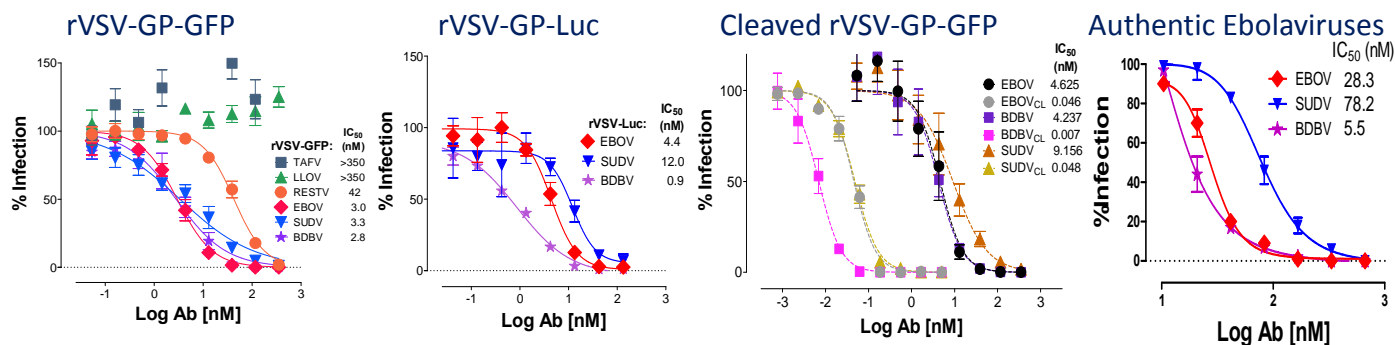 rVSV-GP-GFP
% Infection
150
100
50
0
-1 0 1 2 3
Log Ab [nM]
IC50
rVSV-GFP: (nM)
TAFV >350
LLOV >350
RESTV 42
EBOV 3.0
SUDV 3.3
BDBV 2.8
rVSV-GP-Luc
% Infection
150
100
50
0
-1 0 1 2 3
Log Ab [nM]
IC50
rVSV-Luc: (nM)
EBOV 4.4
SUDV 12.0
BDBV 0.9
Cleaved rVSV-GP-GFP
% Infection
100
50
0
-3 -2 -1 0 1 2 3
Log Ab [nM]
IC50
(nM)
EBOV 4.625
EBOVCL 0.046
BDBV 4.237
BDBVCL 0.007
SUDV 9.156
SUDVCL 0.048
Authentic Ebolaviruses
%Infection
100
80
60
40
20
0
1 2 3
Log Ab [nM]
IC50 (nM)
EBOV 28.3
SUDV 78.2
BDBV 5.5